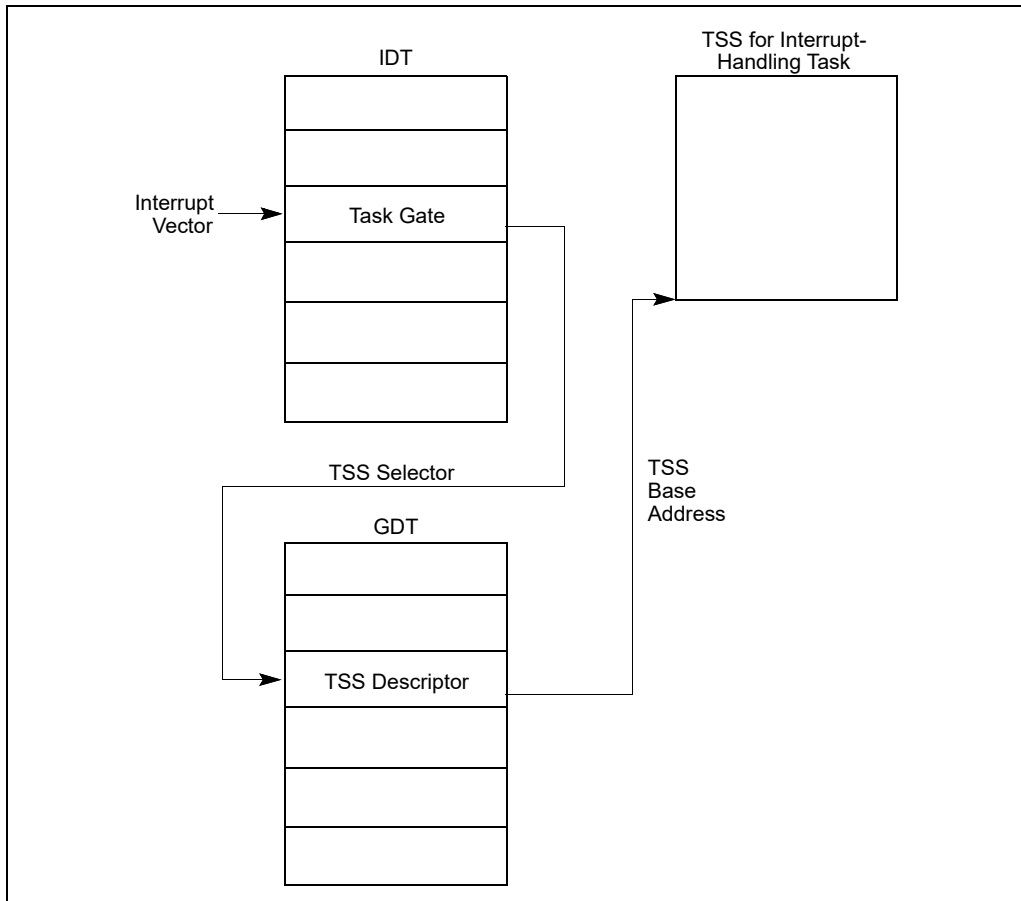 IDT
TSS for Interrupt-
Handling Task
Interrupt
Vector
Task Gate
TSS Selector
TSS
Base
Address
GDT
TSS Descriptor